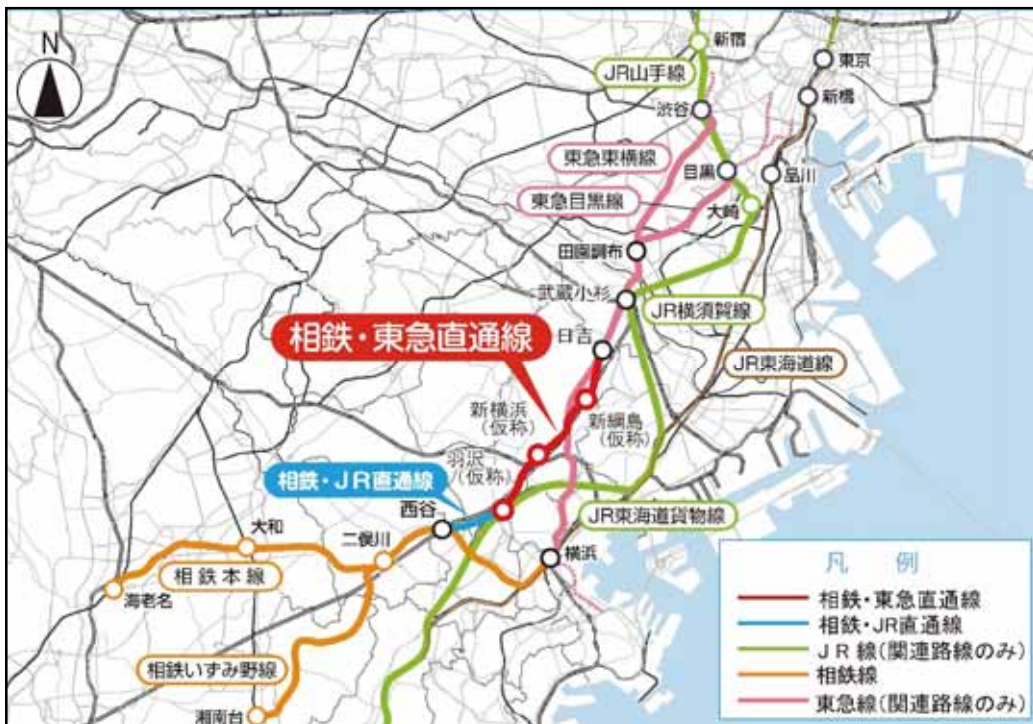 N
新宿
東京
JR山手線
新橋
渋谷
東急東横線
目黒
品川
東急目黒線
大崎
田園調布
武蔵小杉
JR横須賀線
日吉
相鉄・東急直通線
JR東海道線
新横浜
(仮称)
新綱島
(仮称)
羽沢
(仮称)
相鉄・JR直通線
西谷
JR東海道貨物線
大和
二俣川
横浜
相鉄本線
海老名
相鉄いずみ野線
湘南台
凡 例
相鉄・東急直通線
相鉄・JR直通線
JR線(関連路線のみ)
相鉄線
東急線(関連路線のみ)